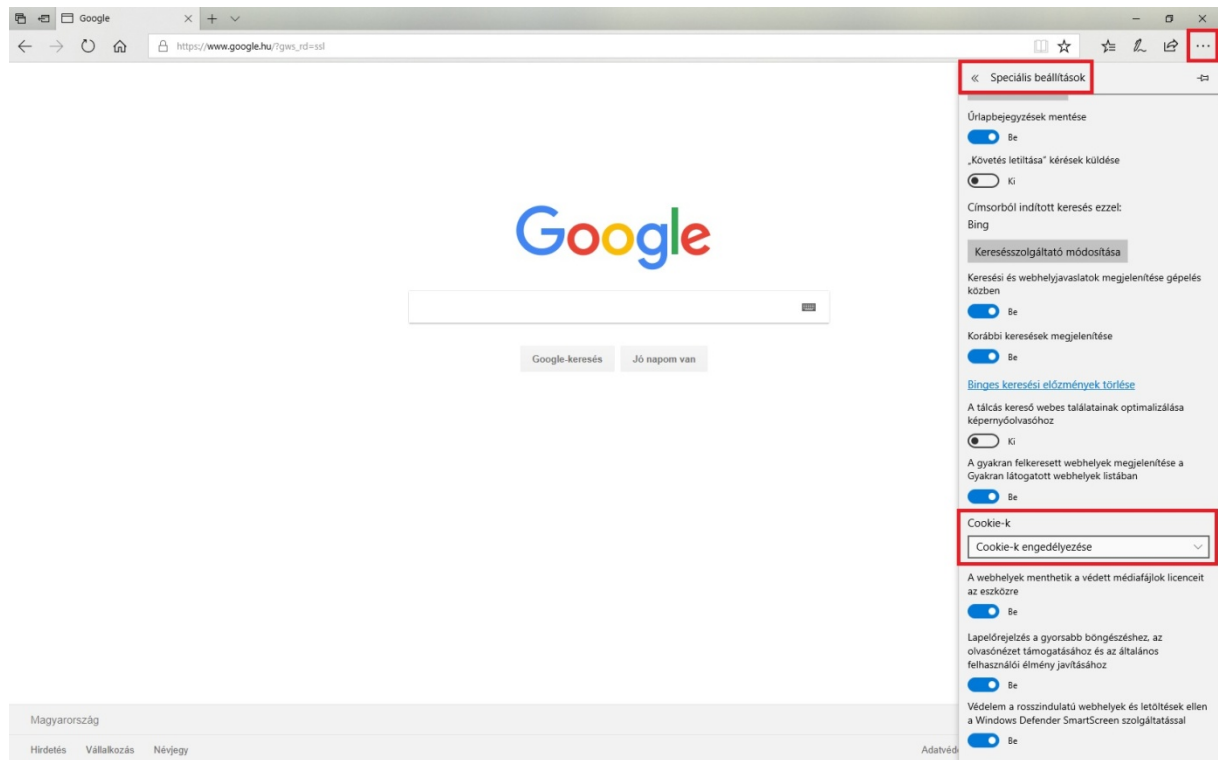 Google
https://www.google.hu/?gws_rd=ssl
Speciális beállítások
Űrlapbejegyzések mentése
Be
„Követés letiltása” kérések küldése
Ki
Címsorból indított keresés ezzel:
Bing
Keresésszolgáltató módosítása
Keresési és webhelyjavaslatok megjelenítése gépelés
közben
Be
Korábbi keresések megjelenítése
Be
Binges keresési előzmények törlése
A tálcás kereső webes találatainak optimalizálása
képernyőolvasóhoz
Ki
A gyakran felkeresett webhelyek megjelenítése a
Gyakran látogatott webhelyek listában
Be
Cookie-k
Cookie-k engedélyezése
A webhelyek menthetik a védett médiafájlok licenceit
az eszközre
Be
Lapelőrejelzés a gyorsabb böngészéshez, az
olvasónézet támogatásához és az általános
felhasználói élmény javításához
Be
Védelem a rosszindulatú webhelyek és letöltések ellen
a Windows Defender SmartScreen szolgáltatással
Be
Google
Google-keresés Jó napom van
Magyarország
Hirdetés Vállalkozás Névjegy